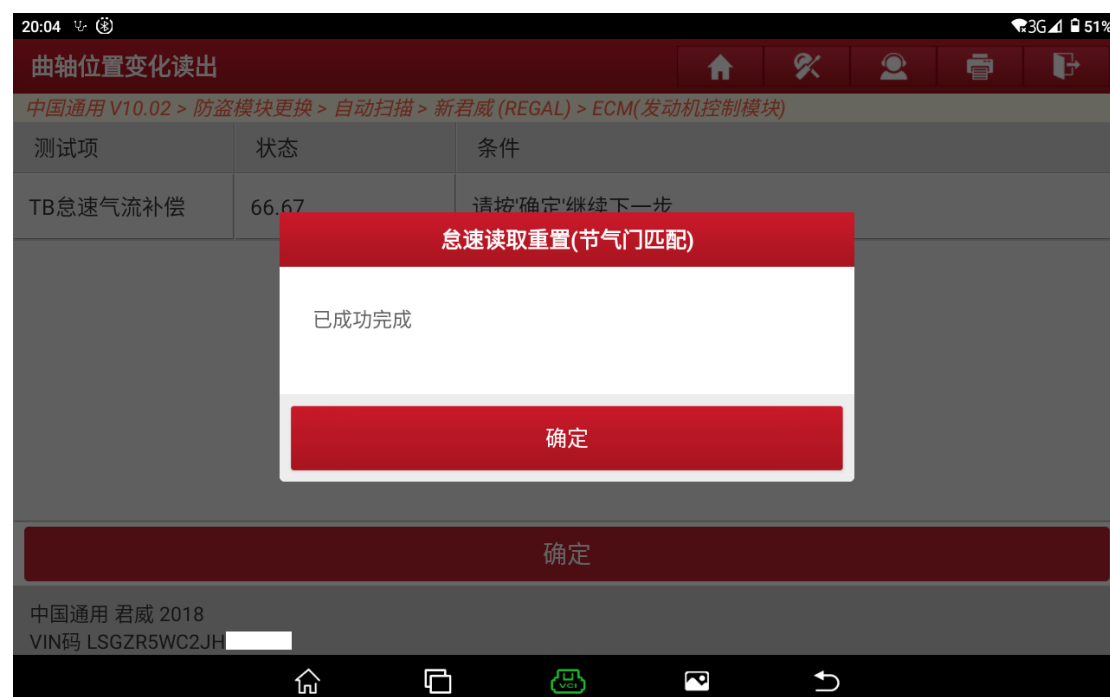 20:04 3G 51%
曲轴位置变化读出
中国通用 V10.02 > 防盗模块更换 > 自动扫描 > 新君威 (REGAL) > ECM(发动机控制模块)
测试项 状态 条件
TB怠速气流补偿 66.67 请按'确定'继续下一步
怠速读取重置(节气门匹配)
已成功完成
确定
确定
中国通用 君威 2018
VIN码 LSGZR5WC2JH
VCI